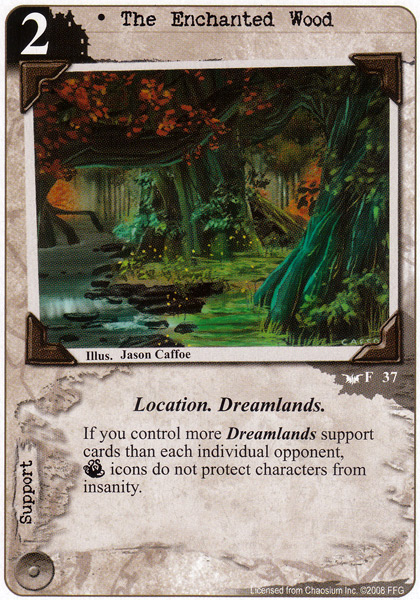 2
• The Enchanted Wood
CAFFO
Illus. Jason Caffoe
F 37
Location. Dreamlands.
If you control more Dreamlands support
cards than each individual opponent,
icons do not protect characters from
insanity.
Support
Licensed from Chaosium Inc. ©2008 FFG